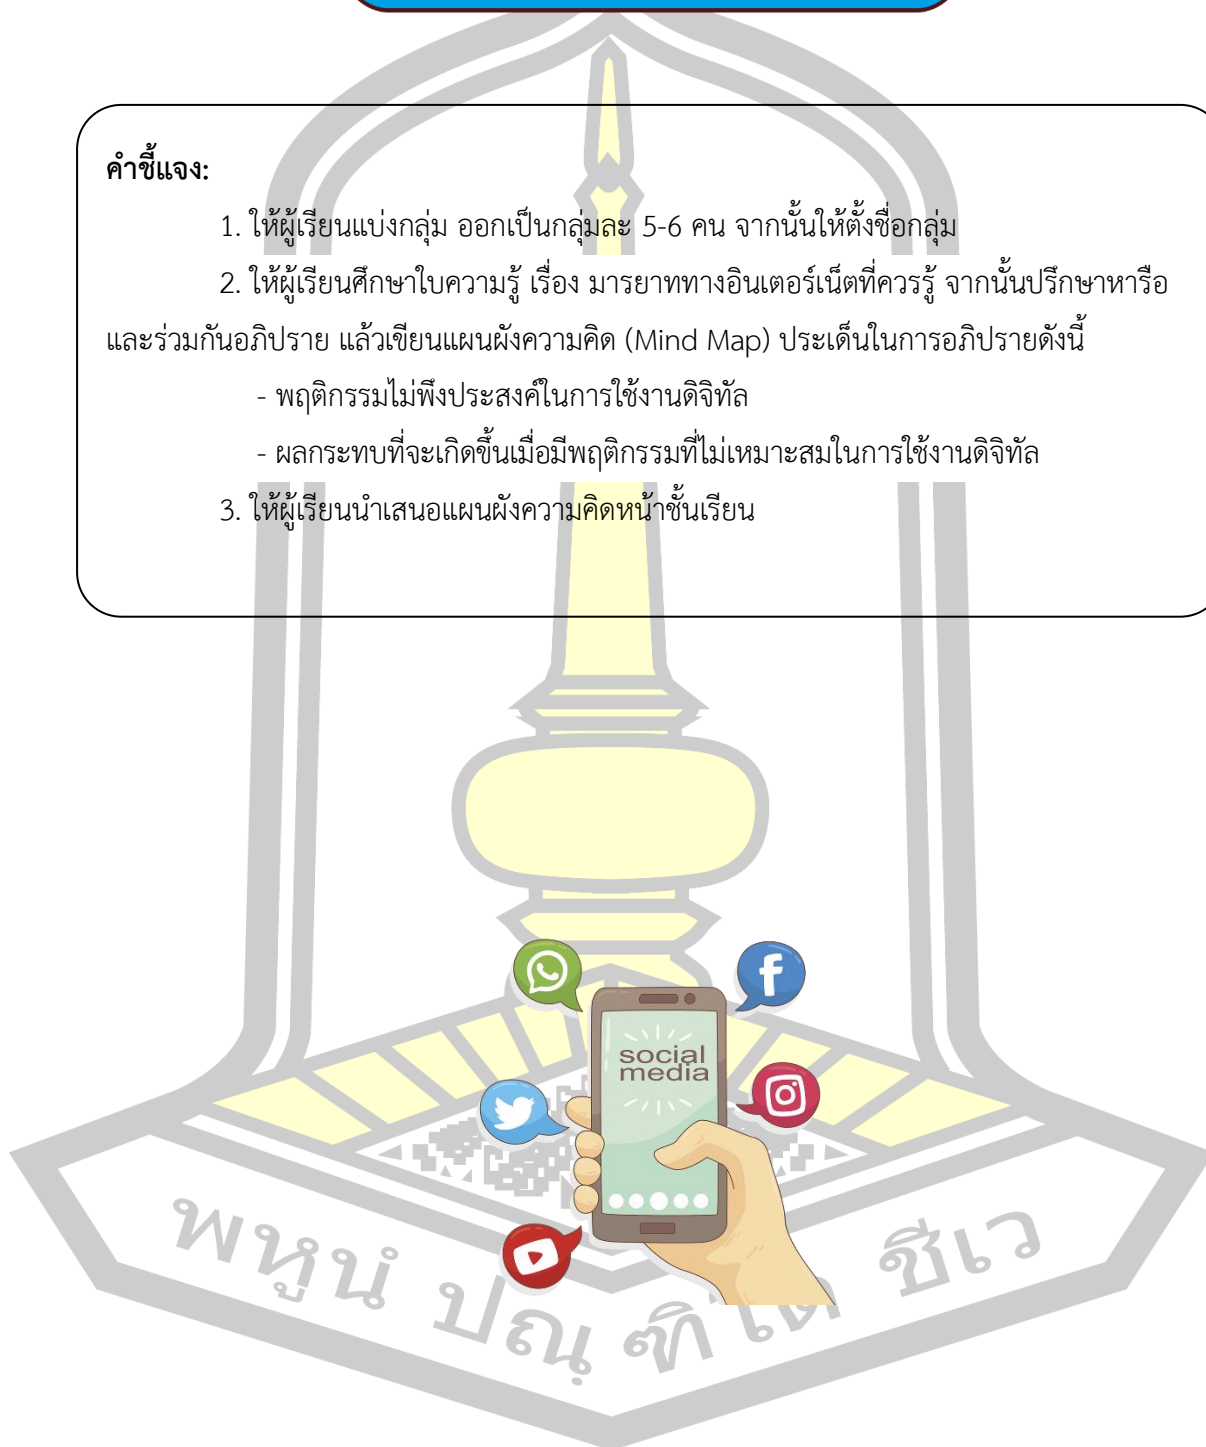 คำชี้แจง:
1. ให้ผู้เรียนแบ่งกลุ่ม ออกเป็นกลุ่มละ 5-6 คน จากนั้นให้ตั้งชื่อกลุ่ม
2. ให้ผู้เรียนศึกษาใบความรู้ เรื่อง มารยาททางอินเตอร์เน็ตที่ควรรู้ จากนั้นปรึกษาหารือ
และร่วมกันอภิปราย แล้วเขียนแผนผังความคิด (Mind Map) ประเด็นในการอภิปรายดังนี้
- พฤติกรรมไม่พึงประสงค์ในการใช้งานดิจิทัล
- ผลกระทบที่จะเกิดขึ้นเมื่อมีพฤติกรรมที่ไม่เหมาะสมในการใช้งานดิจิทัล
3. ให้ผู้เรียนนำเสนอแผนผังความคิดหน้าชั้นเรียน
social
media
พหูนํ ปณฺฑิโต ชีเว